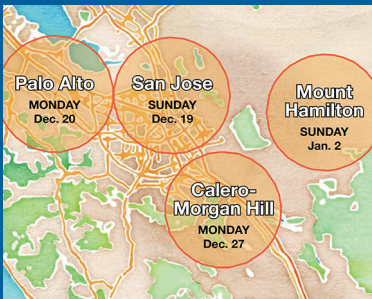 Palo Alto
MONDAY
Dec. 20
San Jose
SUNDAY
Dec. 19
Mount
Hamilton
SUNDAY
Jan. 2
Calero-
Morgan Hill
MONDAY
Dec. 27